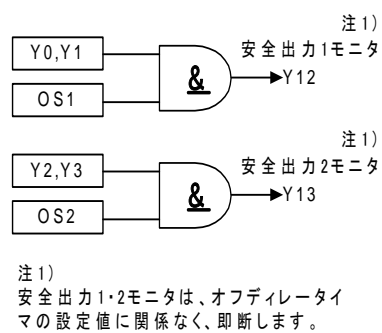 注1)
Y0,Y1
安全出力1モニタ
&
Y12
OS1
注1)
Y2,Y3
安全出力2モニタ
&
Y13
OS2
注1)
安全出力1・2モニタは、オフディレータイ
マの設定値に関係なく、即断します。